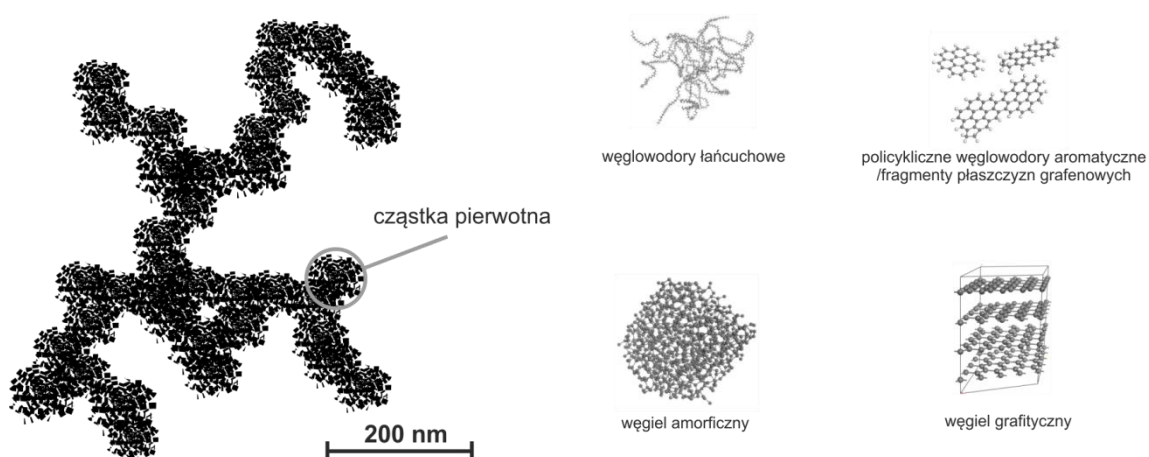 cząstka pierwotna
200 nm
węglowodory łańcuchowe
policykliczne węglowodory aromatyczne
/fragmenty płaszczyzn grafenowych
węgiel amorficzny
węgiel grafityczny